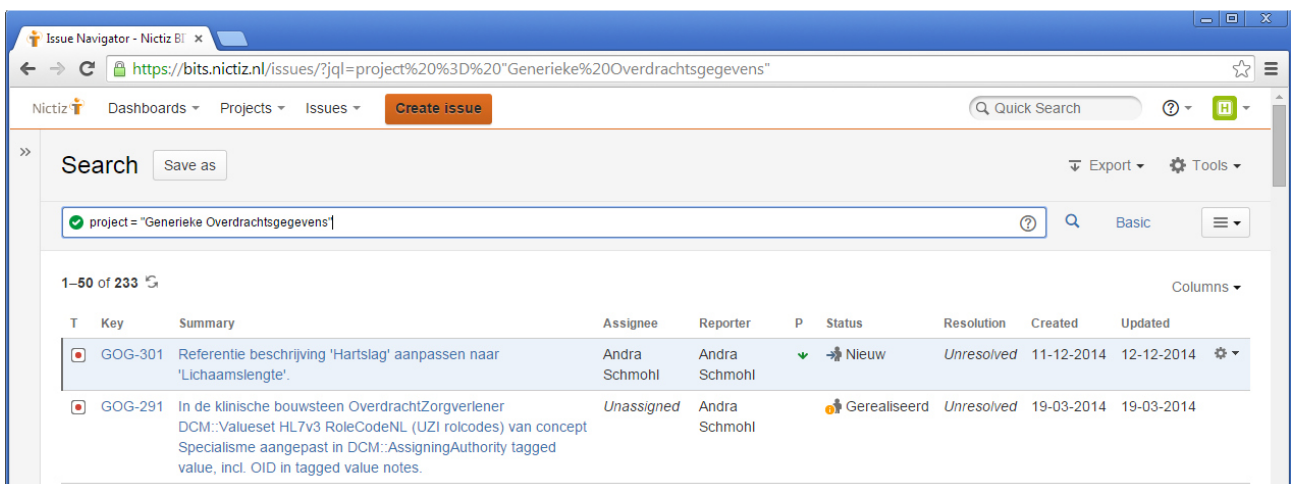 Issue Navigator - Nictiz BI
https://bits.nictiz.nl/issues/?jql=project%20%3D%20"Generieke%20Overdrachtsgegevens"
Nictiz Dashboards Projects Issues Create issue Quick Search H
Search Save as Export Tools
project = "Generieke Overdrachtsgegevens" Basic
1–50 of 233
Columns
T Key Summary Assignee Reporter P Status Resolution Created Updated
GOG-301 Referentie beschrijving 'Hartslag' aanpassen naar Andra Andra Nieuw Unresolved 11-12-2014 12-12-2014
'Lichaamslengte'. Schmohl Schmohl
GOG-291 In de klinische bouwsteen OverdrachtZorgverlener Unassigned Andra Gerealiseerd Unresolved 19-03-2014 19-03-2014
DCM::Valueset HL7v3 RoleCodeNL (UZI rolcodes) van concept Schmohl
Specialisme aangepast in DCM::AssigningAuthority tagged
value, incl. OID in tagged value notes.